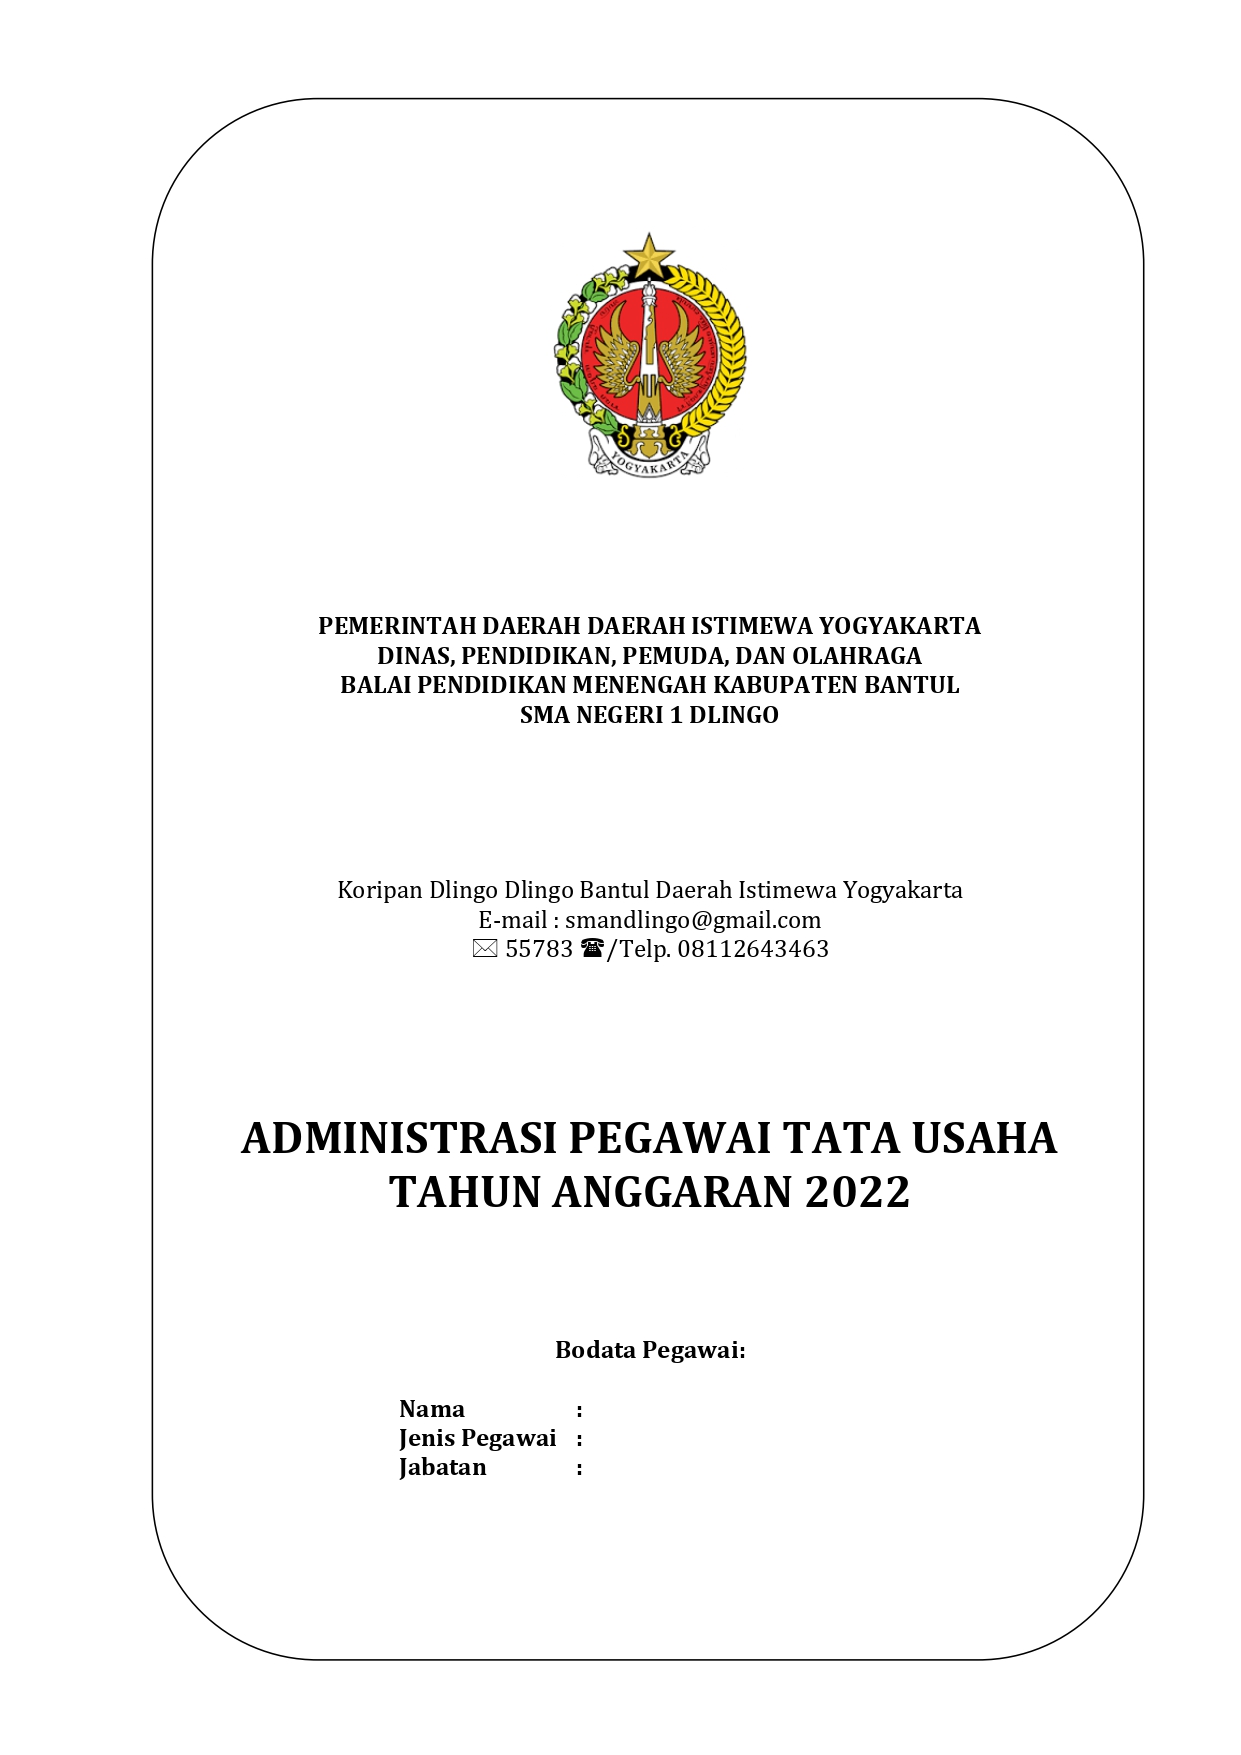 YOGYAKARTA
PEMERINTAH DAERAH DAERAH ISTIMEWA YOGYAKARTA
DINAS, PENDIDIKAN, PEMUDA, DAN OLAHRAGA
BALAI PENDIDIKAN MENENGAH KABUPATEN BANTUL
SMA NEGERI 1 DLINGO
Koripan Dlingo Dlingo Bantul Daerah Istimewa Yogyakarta
E-mail : smandlingo@gmail.com
🖂 55783 🕿/Telp. 08112643463
ADMINISTRASI PEGAWAI TATA USAHA
TAHUN ANGGARAN 2022
Bodata Pegawai:
Nama :
Jenis Pegawai :
Jabatan :